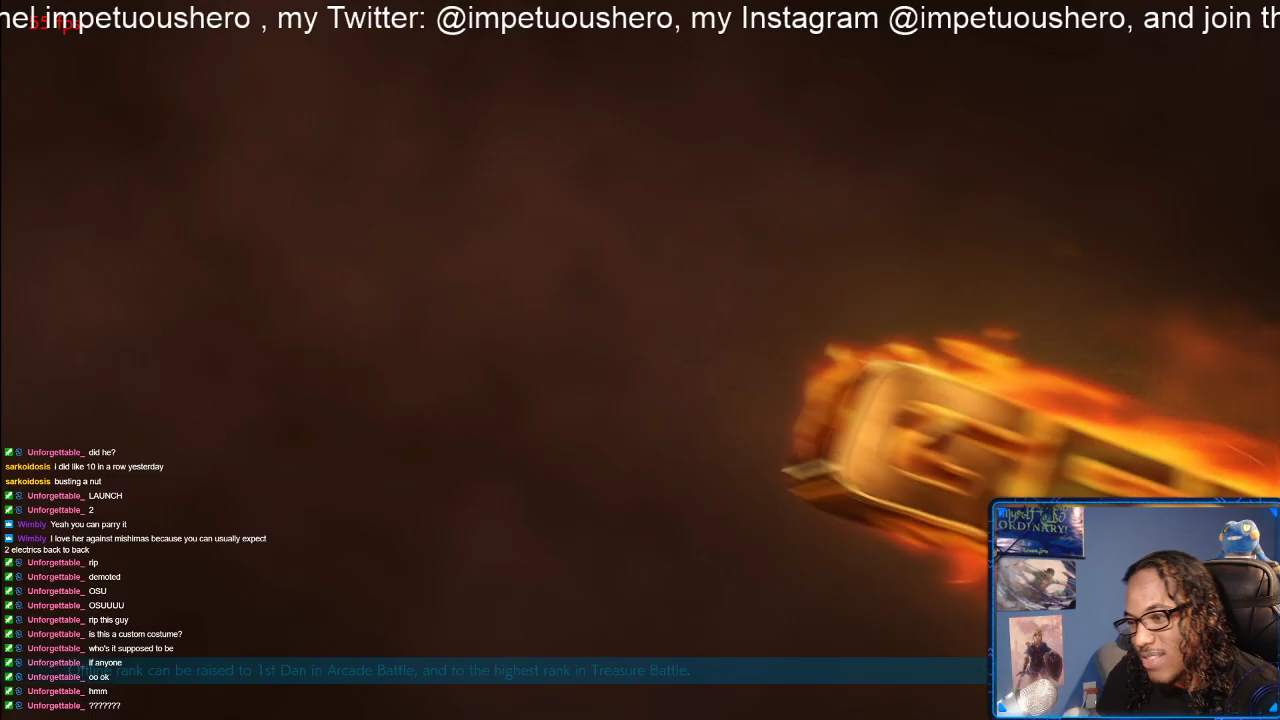 nel impetuoushero , my Twitter: @impetuoushero, my Instagram @impetuoushero, and join th
55 fps
Unforgettable_ did he?
sarkoidosis i did like 10 in a row yesterday
sarkoidosis busting a nut
Unforgettable_ LAUNCH
Unforgettable_ 2
Wimbly Yeah you can parry it
Wimbly I love her against mishimas because you can usually expect
2 electrics back to back
Unforgettable_ rip
Unforgettable_ demoted
Unforgettable_ OSU
Unforgettable_ OSUUUU
Unforgettable_ rip this guy
Unforgettable_ is this a custom costume?
Unforgettable_ who's it supposed to be
Unforgettable_ If anyone
Offline rank can be raised to 1st Dan in Arcade Battle, and to the highest rank in Treasure Battle.
Unforgettable_ oo ok
Unforgettable_ hmm
Unforgettable_ ???????
ORDINARY!